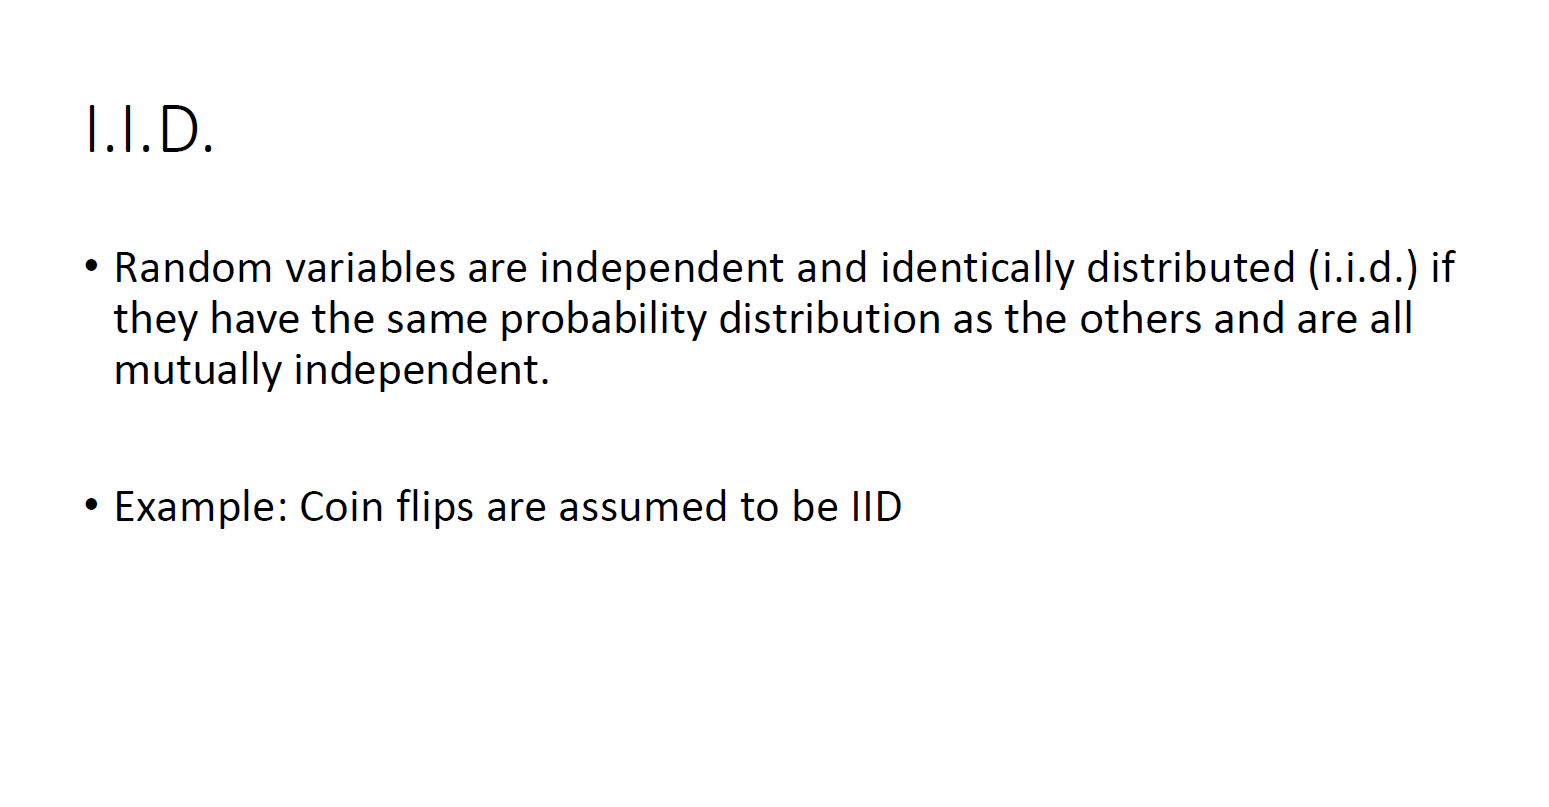 I.I.D.
• Random variables are independent and identically distributed (i.i.d.) if
they have the same probability distribution as the others and are all
mutually independent.
• Example: Coin flips are assumed to be IID